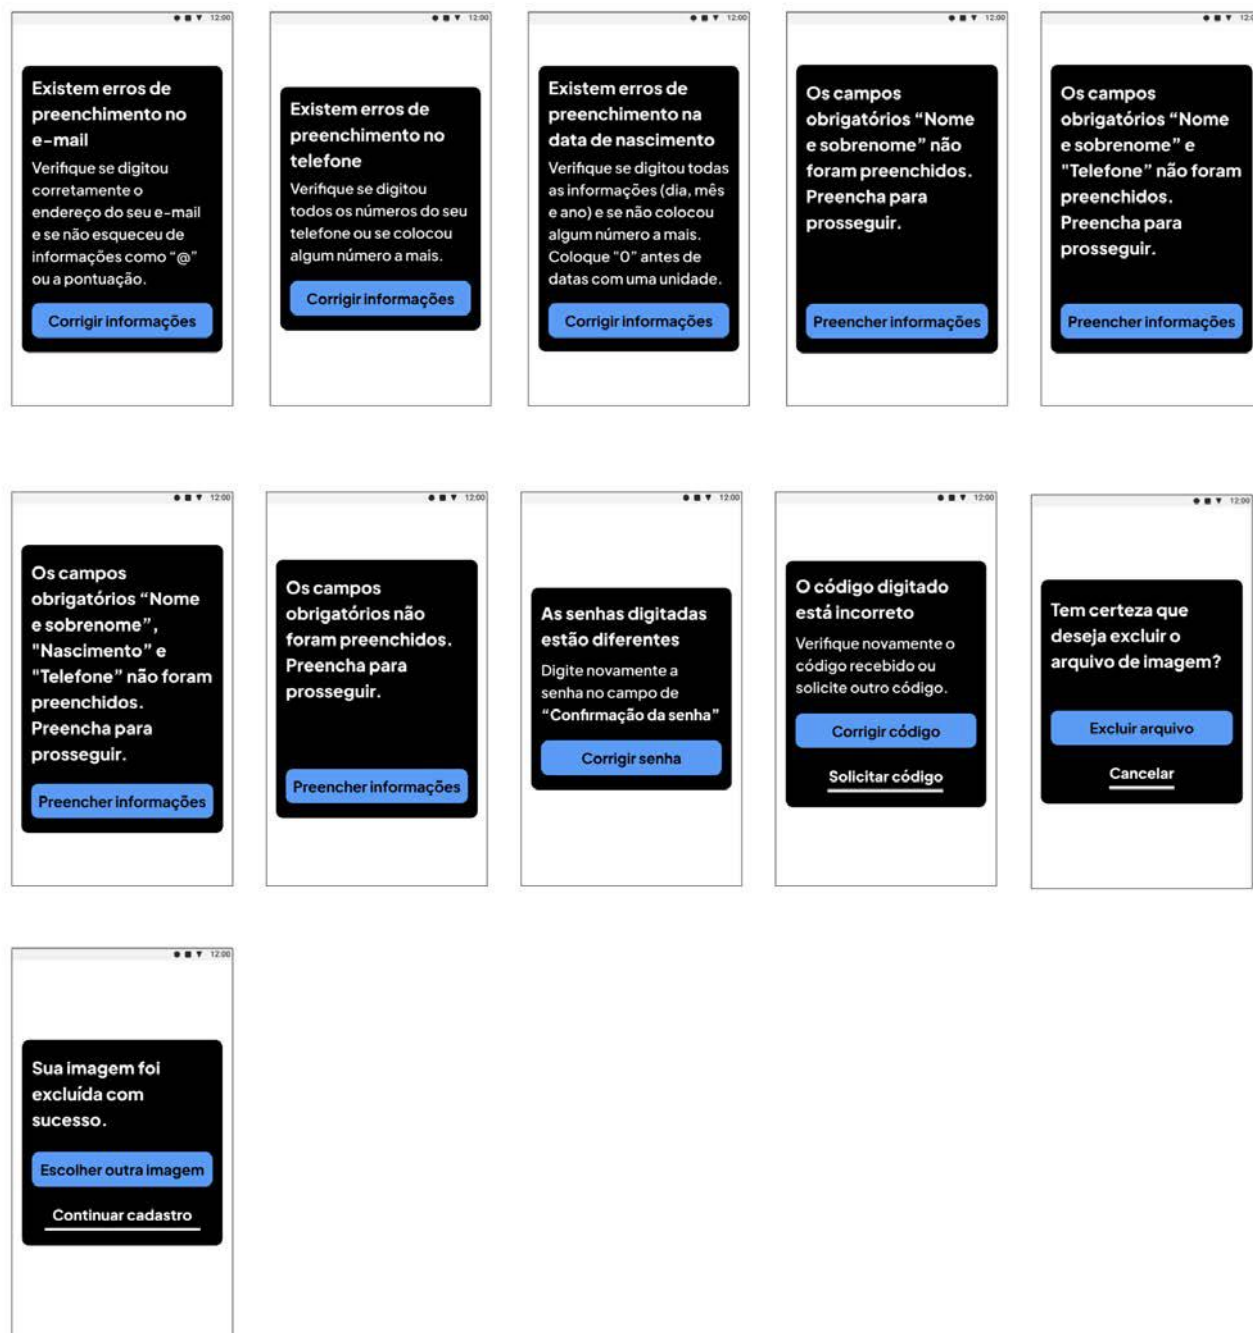 12:00
Existem erros de
preenchimento no
e-mail
Verifique se digitou
corretamente o
endereço do seu e-mail
e se não esqueceu de
informações como “@”
ou a pontuação.
Corrigir informações
12:00
Existem erros de
preenchimento no
telefone
Verifique se digitou
todos os números do seu
telefone ou se colocou
algum número a mais.
Corrigir informações
12:00
Existem erros de
preenchimento na
data de nascimento
Verifique se digitou todas
as informações (dia, mês
e ano) e se não colocou
algum número a mais.
Coloque "0" antes de
datas com uma unidade.
Corrigir informações
12:00
Os campos
obrigatórios “Nome
e sobrenome” não
foram preenchidos.
Preencha para
prosseguir.
Preencher informações
Os campos
obrigatórios “Nome
e sobrenome” e
"Telefone" não foram
preenchidos.
Preencha para
prosseguir.
Preencher informações
12:00
Os campos
obrigatórios “Nome
e sobrenome”,
"Nascimento" e
"Telefone" não foram
preenchidos.
Preencha para
prosseguir.
Preencher informações
12:00
Os campos
obrigatórios não
foram preenchidos.
Preencha para
prosseguir.
Preencher informações
12:00
As senhas digitadas
estão diferentes
Digite novamente a
senha no campo de
“Confirmação da senha”
Corrigir senha
12:00
O código digitado
está incorreto
Verifique novamente o
código recebido ou
solicite outro código.
Corrigir código
Solicitar código
12:00
Tem certeza que
deseja excluir o
arquivo de imagem?
Excluir arquivo
Cancelar
12:00
Sua imagem foi
excluída com
sucesso.
Escolher outra imagem
Continuar cadastro